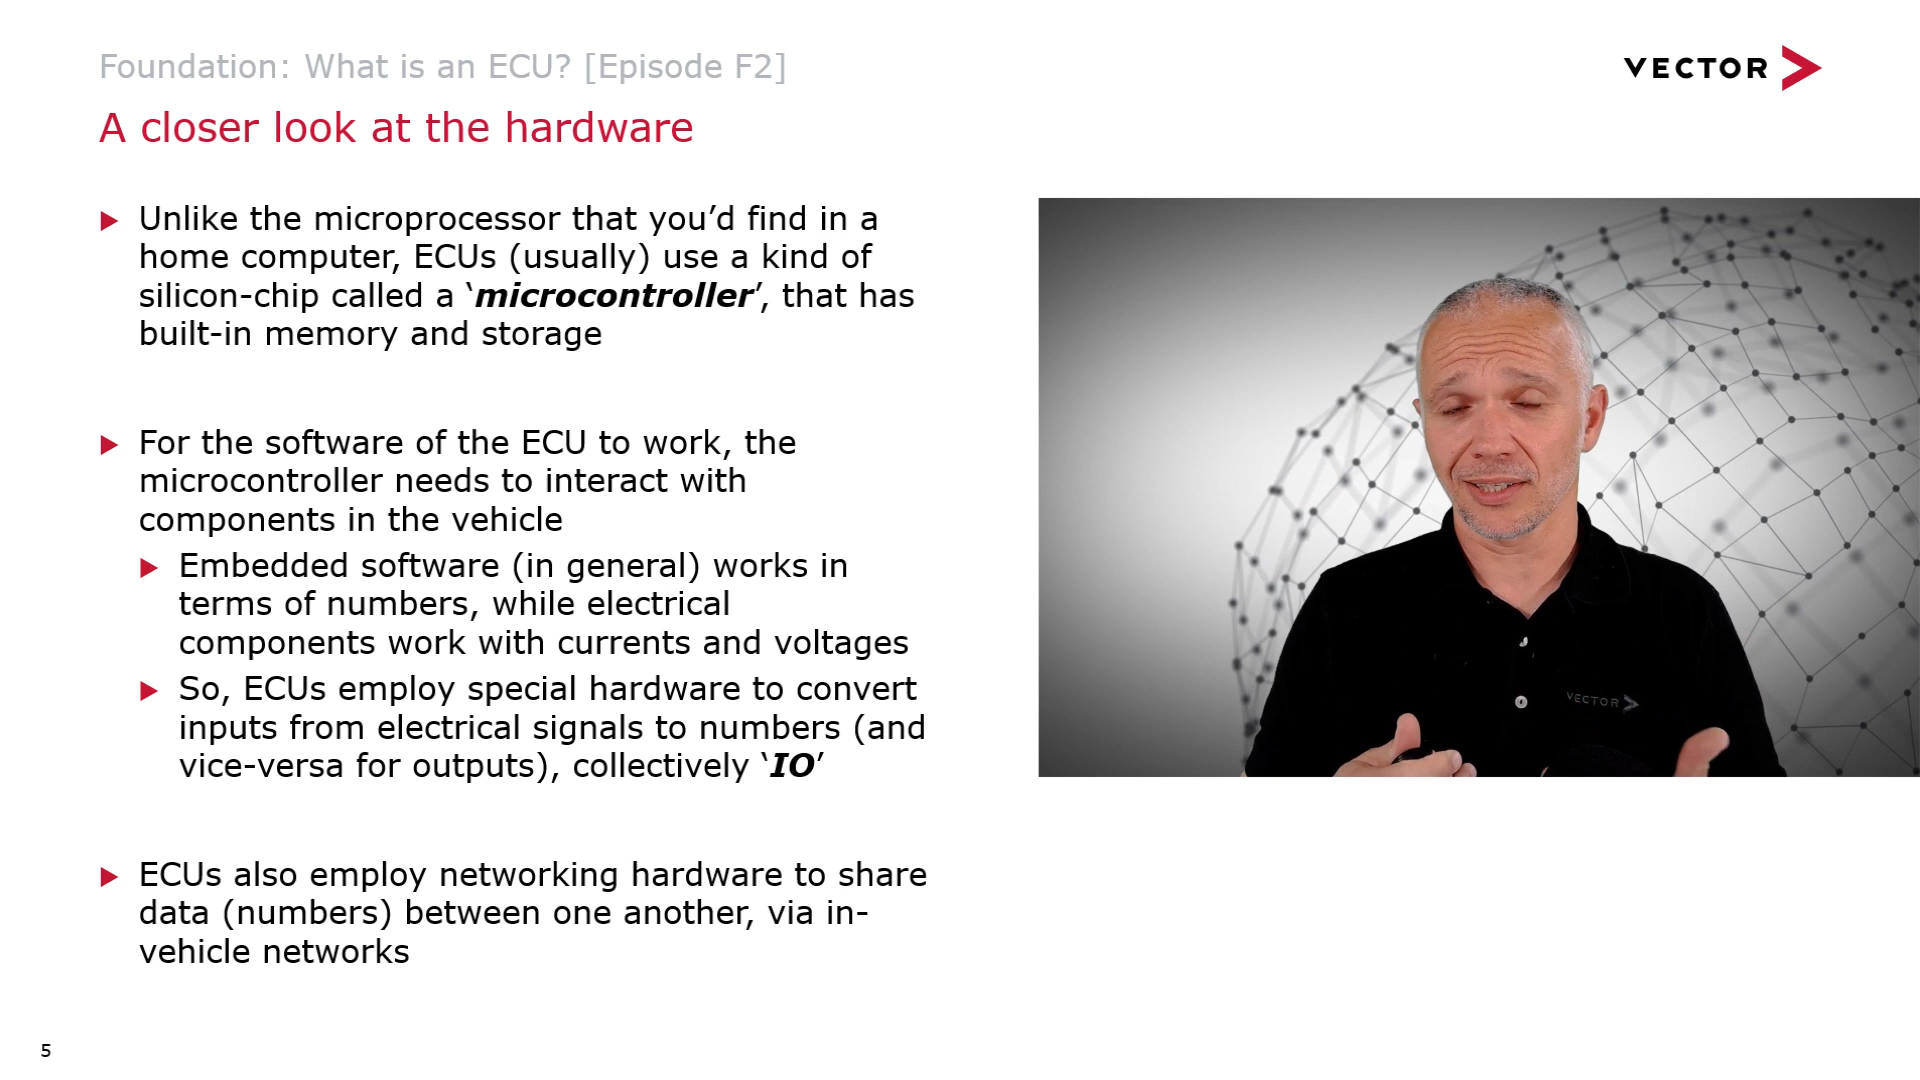 Foundation: What is an ECU? [Episode F2]
VECTOR
A closer look at the hardware
Unlike the microprocessor that you’d find in a
home computer, ECUs (usually) use a kind of
silicon-chip called a ‘microcontroller’, that has
built-in memory and storage
For the software of the ECU to work, the
microcontroller needs to interact with
components in the vehicle
Embedded software (in general) works in
terms of numbers, while electrical
components work with currents and voltages
So, ECUs employ special hardware to convert
inputs from electrical signals to numbers (and
vice-versa for outputs), collectively ‘IO’
ECUs also employ networking hardware to share
data (numbers) between one another, via in-
vehicle networks
VECTOR
5